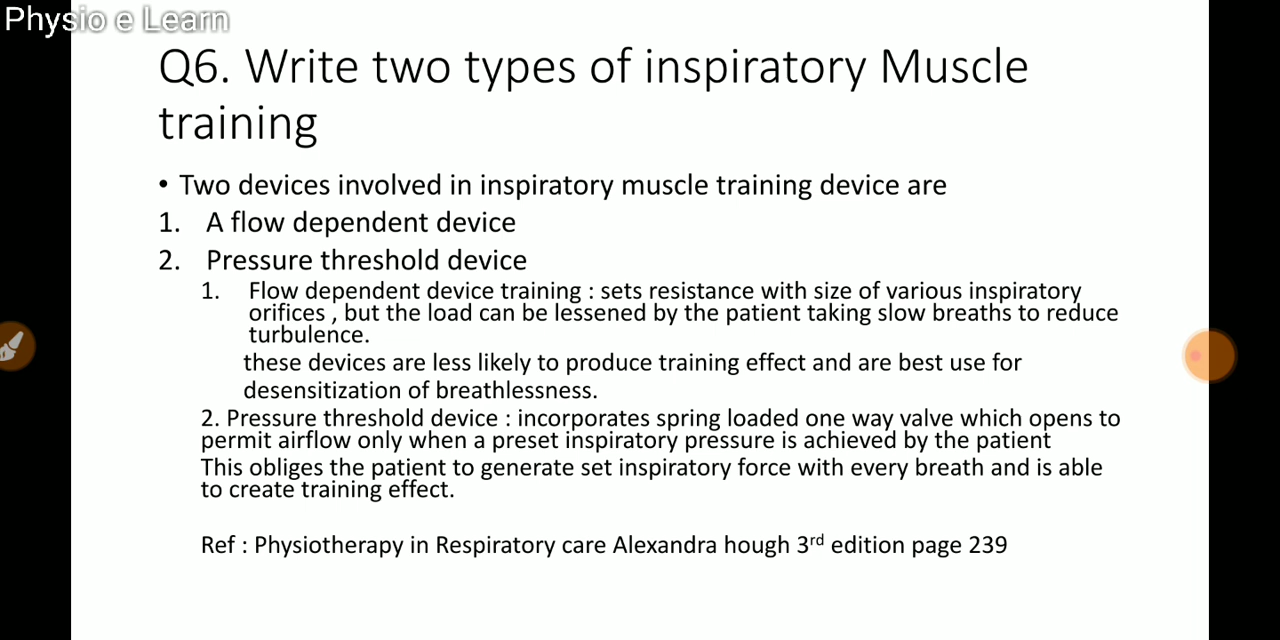 Physio e Learn
Q6. Write two types of inspiratory Muscle
training
• Two devices involved in inspiratory muscle training device are
1. A flow dependent device
2. Pressure threshold device
1. Flow dependent device training : sets resistance with size of various inspiratory
orifices , but the load can be lessened by the patient taking slow breaths to reduce
turbulence.
these devices are less likely to produce training effect and are best use for
desensitization of breathlessness.
2. Pressure threshold device : incorporates spring loaded one way valve which opens to
permit airflow only when a preset inspiratory pressure is achieved by the patient
This obliges the patient to generate set inspiratory force with every breath and is able
to create training effect.
Ref : Physiotherapy in Respiratory care Alexandra hough 3rd edition page 239